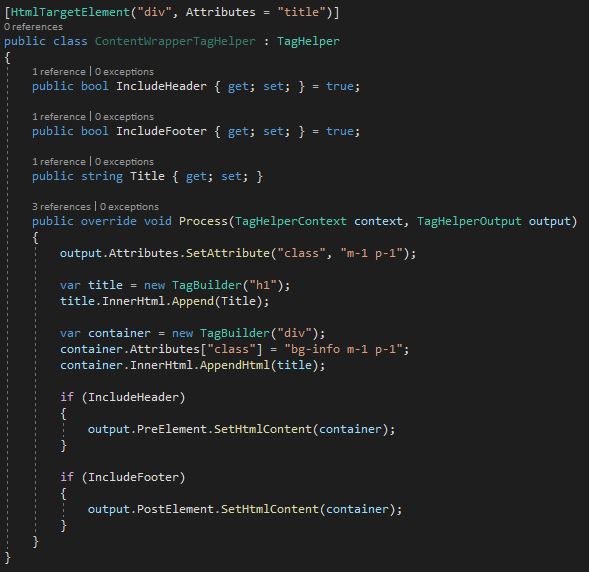 [HtmlTargetElement("div", Attributes = "title")]
0 references
public class ContentWrapperTagHelper : TagHelper
{
1 reference | 0 exceptions
public bool IncludeHeader { get; set; } = true;
1 reference | 0 exceptions
public bool IncludeFooter { get; set; } = true;
1 reference | 0 exceptions
public string Title { get; set; }
3 references | 0 exceptions
public override void Process(TagHelperContext context, TagHelperOutput output)
{
output.Attributes.SetAttribute("class", "m-1 p-1");
var title = new TagBuilder("h1");
title.InnerHtml.Append(Title);
var container = new TagBuilder("div");
container.Attributes["class"] = "bg-info m-1 p-1";
container.InnerHtml.AppendHtml(title);
if (IncludeHeader)
{
output.PreElement.SetHtmlContent(container);
}
if (IncludeFooter)
{
output.PostElement.SetHtmlContent(container);
}
}
}